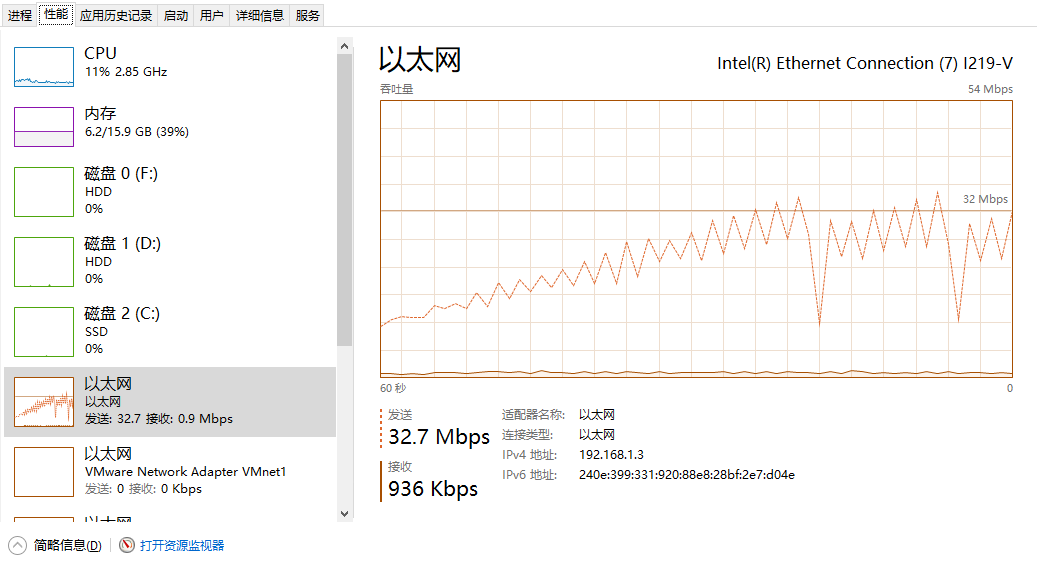 进程 性能 应用历史记录 启动 用户 详细信息 服务
CPU
11% 2.85 GHz
内存
6.2/15.9 GB (39%)
磁盘 0 (F:)
HDD
0%
磁盘 1 (D:)
HDD
0%
磁盘 2 (C:)
SSD
0%
以太网
以太网
发送: 32.7 接收: 0.9 Mbps
以太网
VMware Network Adapter VMnet1
发送: 0 接收: 0 Kbps
以太网
以太网
Intel(R) Ethernet Connection (7) I219-V
吞吐量
54 Mbps
32 Mbps
60 秒
0
发送
32.7 Mbps
接收
936 Kbps
适配器名称: 以太网
连接类型: 以太网
IPv4 地址: 192.168.1.3
IPv6 地址: 240e:399:331:920:88e8:28bf:2e7:d04e
简略信息(D)
打开资源监视器